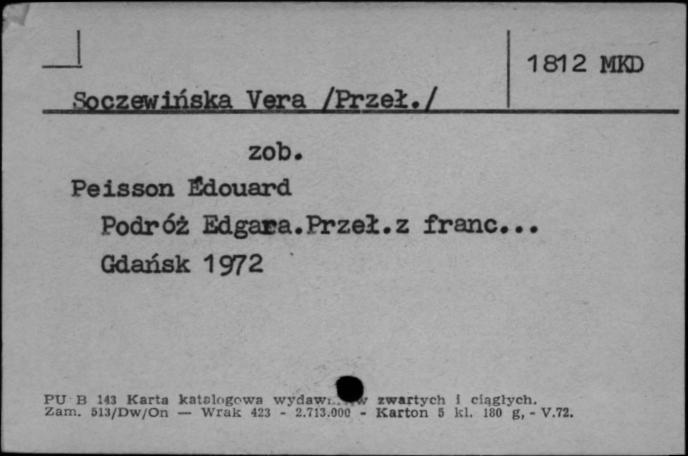 1812 MKD
Soczewińska Vera /Przeł./
zob.
Peisson Édouard
Podróż Edgara.Przeł.z franc...
Gdańsk 1972
PU B 143 Karta katalogowa zwartych i ciągłych.
Zam. 513/Dw/On — Wrak 423 - 2.713.000 - Karton 5 kl. 180 g, - V.72.